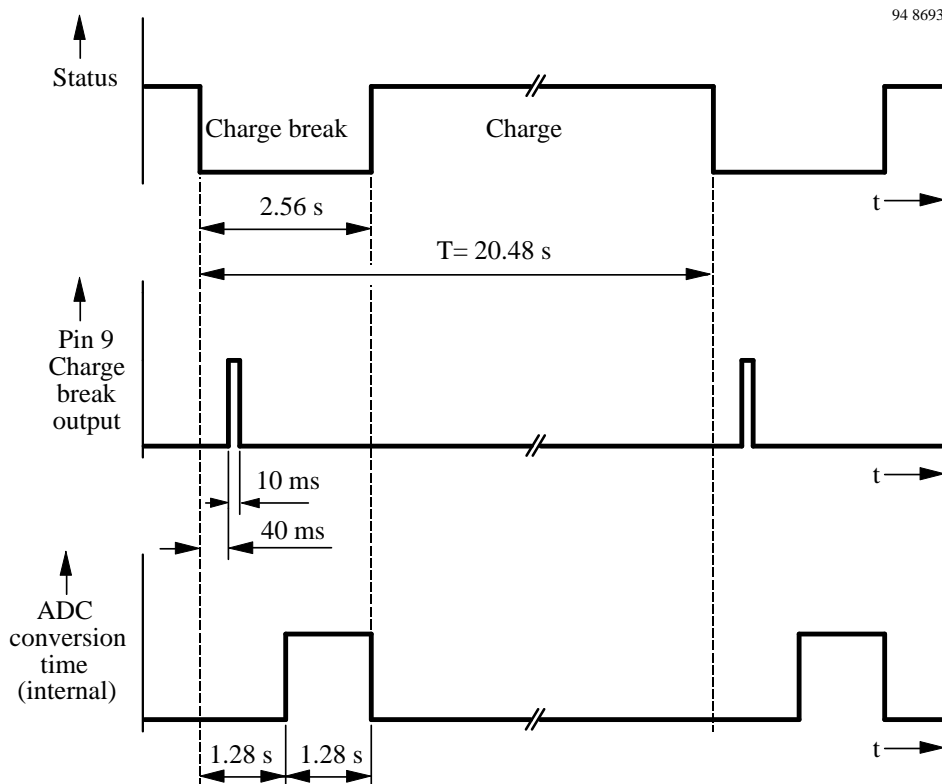 94 8693
Status
Charge break
Charge
t
2.56 s
T= 20.48 s
Pin 9
Charge
break
output
t
10 ms
40 ms
ADC
conversion
time
(internal)
t
1.28 s
1.28 s